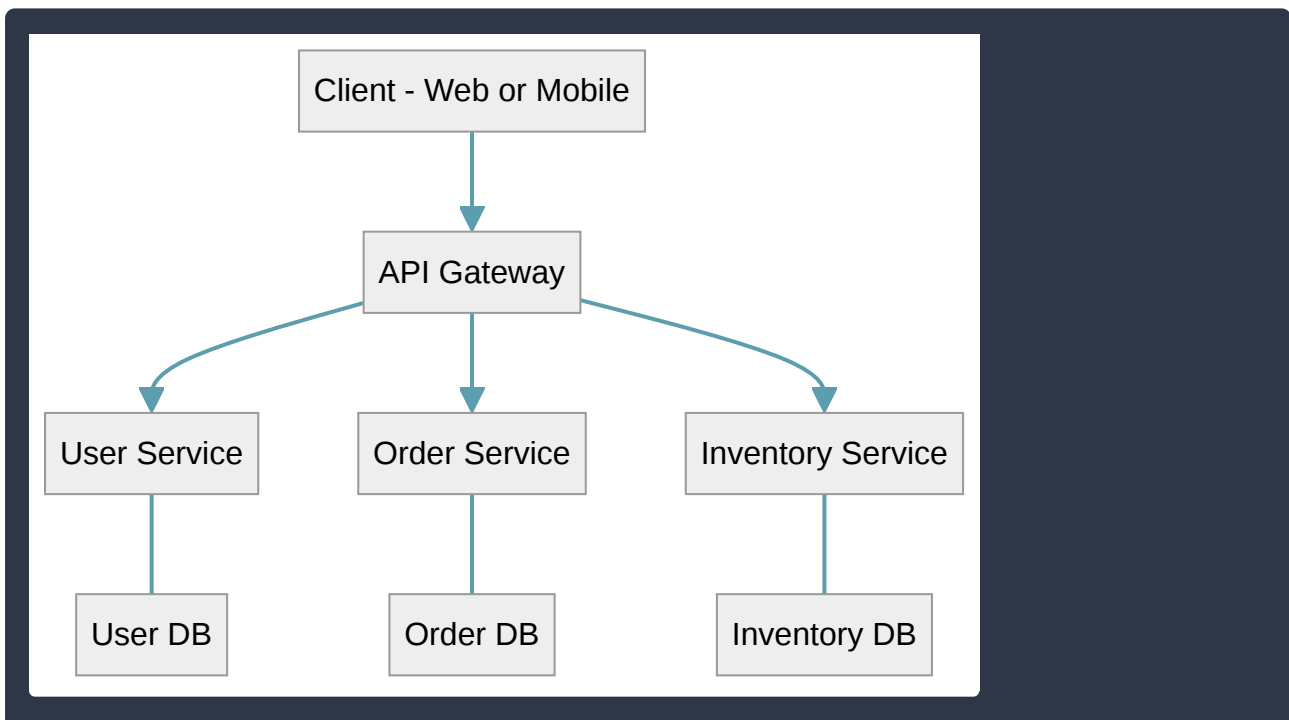 Client - Web or Mobile
API Gateway
User Service
Order Service
Inventory Service
User DB
Order DB
Inventory DB